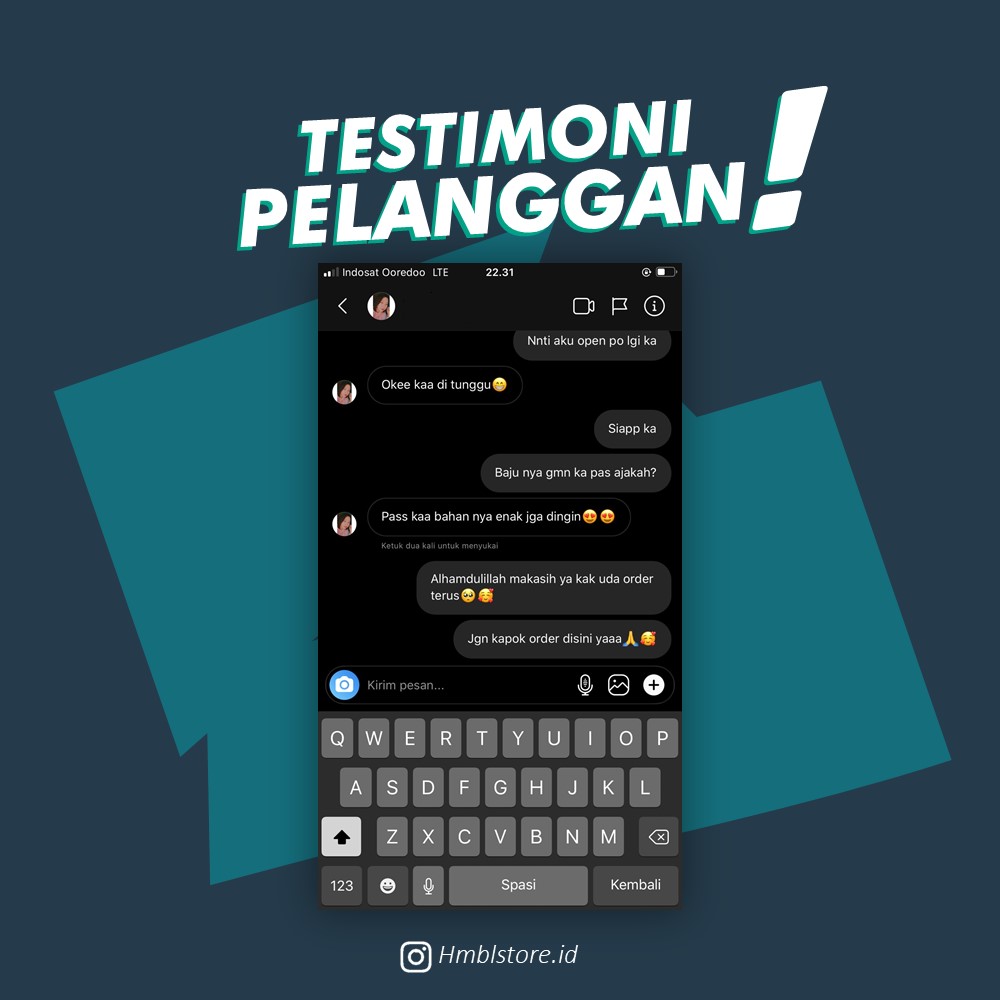 TESTIMONI
PELANGGAN!
Indosat Ooredoo LTE 22.31
Nnti aku open po lgi ka
Okee kaa di tunggu😁
Siapp ka
Baju nya gmn ka pas ajakah?
Pass kaa bahan nya enak jga dingin😍😍
Ketuk dua kali untuk menyukai
Alhamdulillah makasih ya kak uda order
terus🥺🥰
Jgn kapok order disini yaaa🙏🥰
Kirim pesan...
Q W E R T Y U I O P
A S D F G H J K L
Z X C V B N M
123 Spasi Kembali
Hmblstore.id